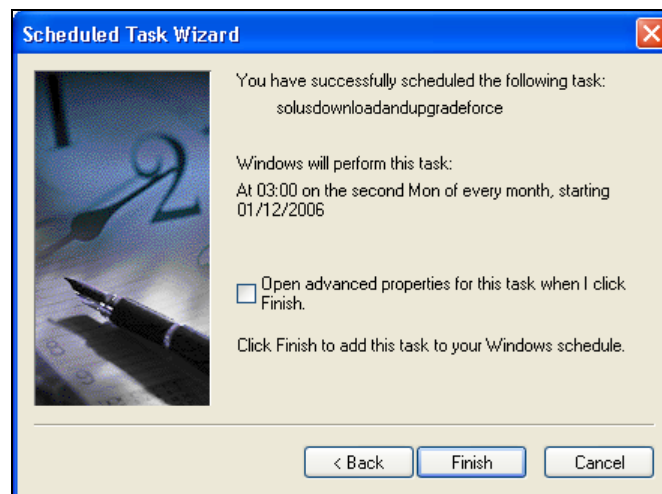 Scheduled Task Wizard
You have successfully scheduled the following task:
solusdownloadandupgradeforce
Windows will perform this task:
At 03:00 on the second Mon of every month, starting
01/12/2006
Open advanced properties for this task when I click
Finish.
Click Finish to add this task to your Windows schedule.
< Back
Finish
Cancel